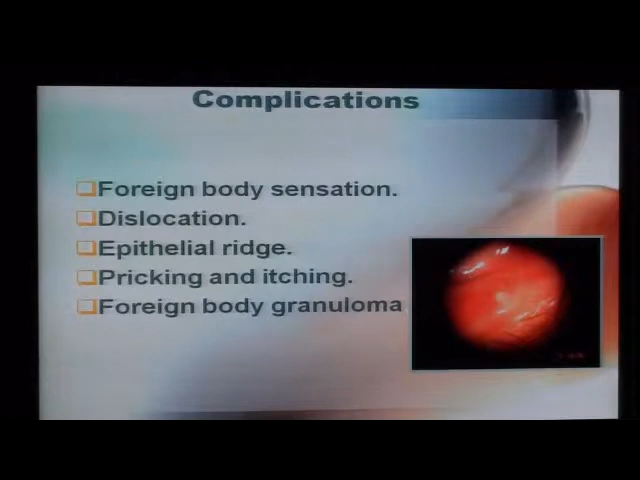 Complications
Foreign body sensation.
Dislocation.
Epithelial ridge.
Pricking and itching.
Foreign body granuloma